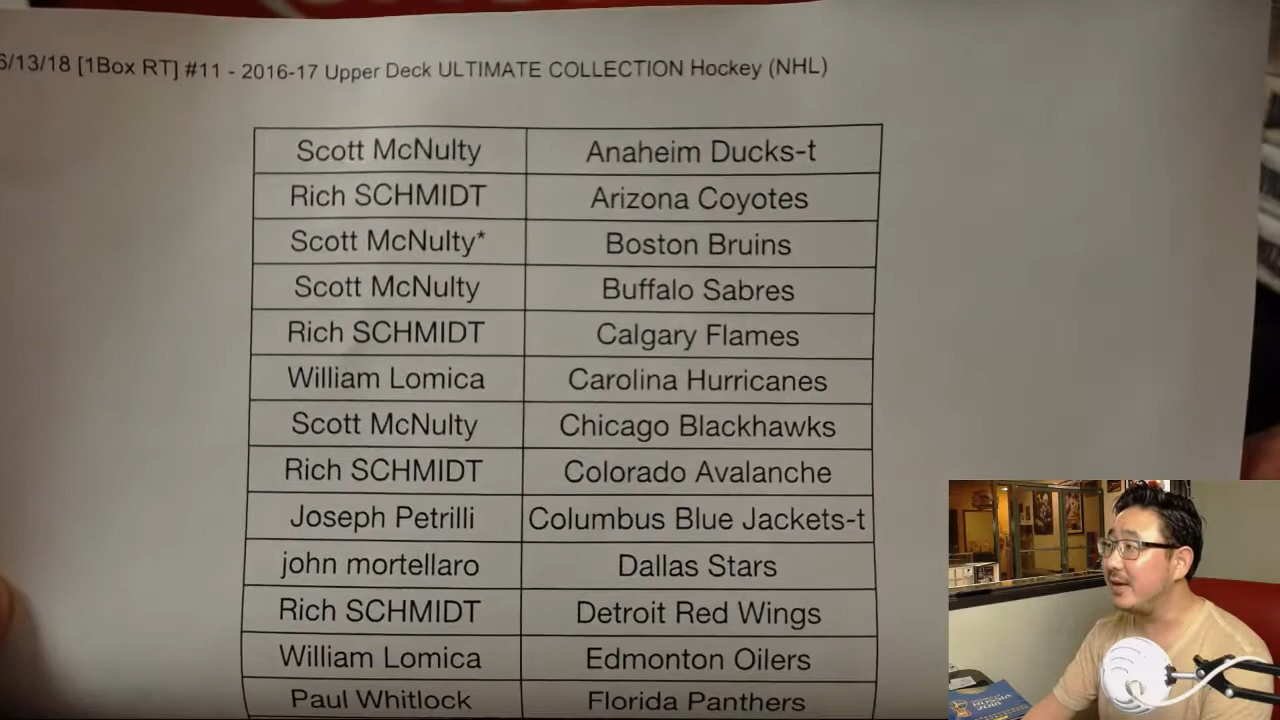 6/13/18 [1Box RT] #11 - 2016-17 Upper Deck ULTIMATE COLLECTION Hockey (NHL)
Scott McNulty Anaheim Ducks-t
Rich SCHMIDT Arizona Coyotes
Scott McNulty* Boston Bruins
Scott McNulty Buffalo Sabres
Rich SCHMIDT Calgary Flames
William Lomica Carolina Hurricanes
Scott McNulty Chicago Blackhawks
Rich SCHMIDT Colorado Avalanche
Joseph Petrilli Columbus Blue Jackets-t
john mortellaro Dallas Stars
Rich SCHMIDT Detroit Red Wings
William Lomica Edmonton Oilers
Paul Whitlock Florida Panthers